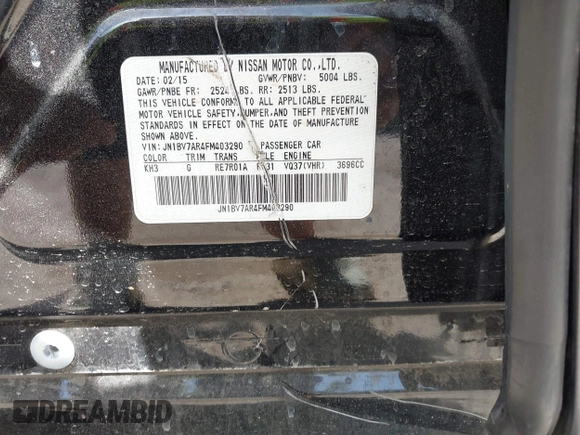 MANUFACTURED BY NISSAN MOTOR CO.,LTD.
DATE: 02/15 GVWR/PNBV: 5004 LBS.
GAWR/PNBE FR: 2524 LBS. RR: 2513 LBS.
THIS VEHICLE CONFORMS TO ALL APPLICABLE FEDERAL
MOTOR VEHICLE SAFETY, BUMPER, AND THEFT PREVENTION
STANDARDS IN EFFECT ON THE DATE OF MANUFACTURE
SHOWN ABOVE.
VIN: JN1BV7AR4FM403290 PASSENGER CAR
COLOR TRIM TRANS AXLE ENGINE
KH3 G RE7R01A VQ37(VHR) 3696CC
JN1BV7AR4FM403290
DREAMBID